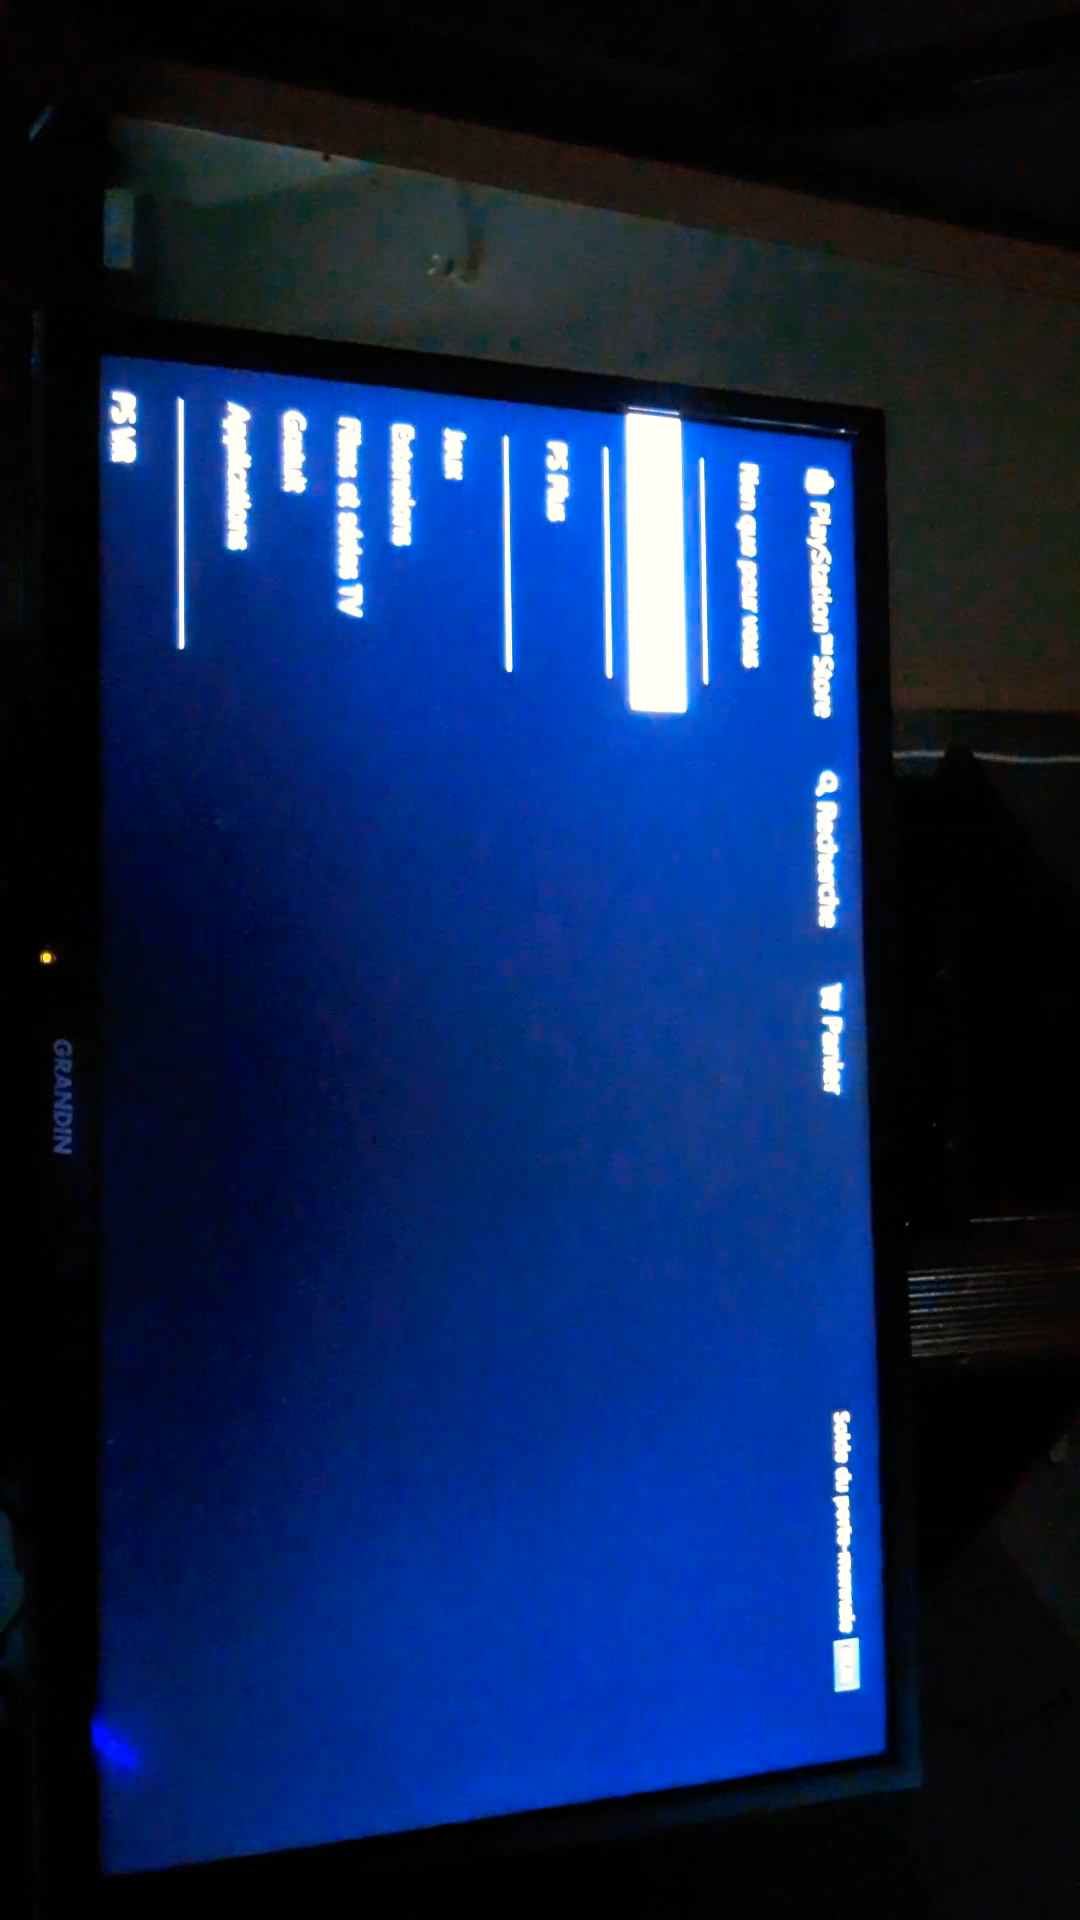 PlayStation™Store
Recherche
Panier
Solde du porte-monnaie
Rien que pour vous
PS Plus
Jeux
Extensions
Films et séries TV
Gratuit
Applications
PS VR
GRANDIN